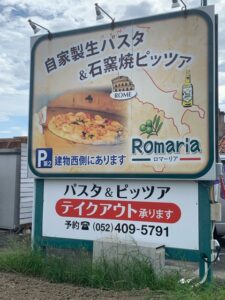 自家製生パスタ
&石窯焼ピッツァ
ROME
Romaria
ロマーリア
P 第2 建物西側にあります
パスタ&ピッツァ
テイクアウト承ります
予約☎(052)409-5791